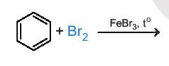 + Br₂ FeBr₃, t°